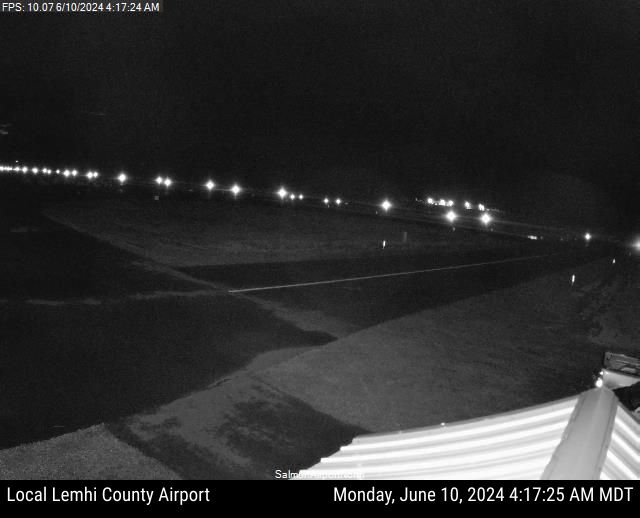 FPS: 10.07 6/10/2024 4:17:24 AM
Local Lemhi County Airport
Monday, June 10, 2024 4:17:25 AM MDT